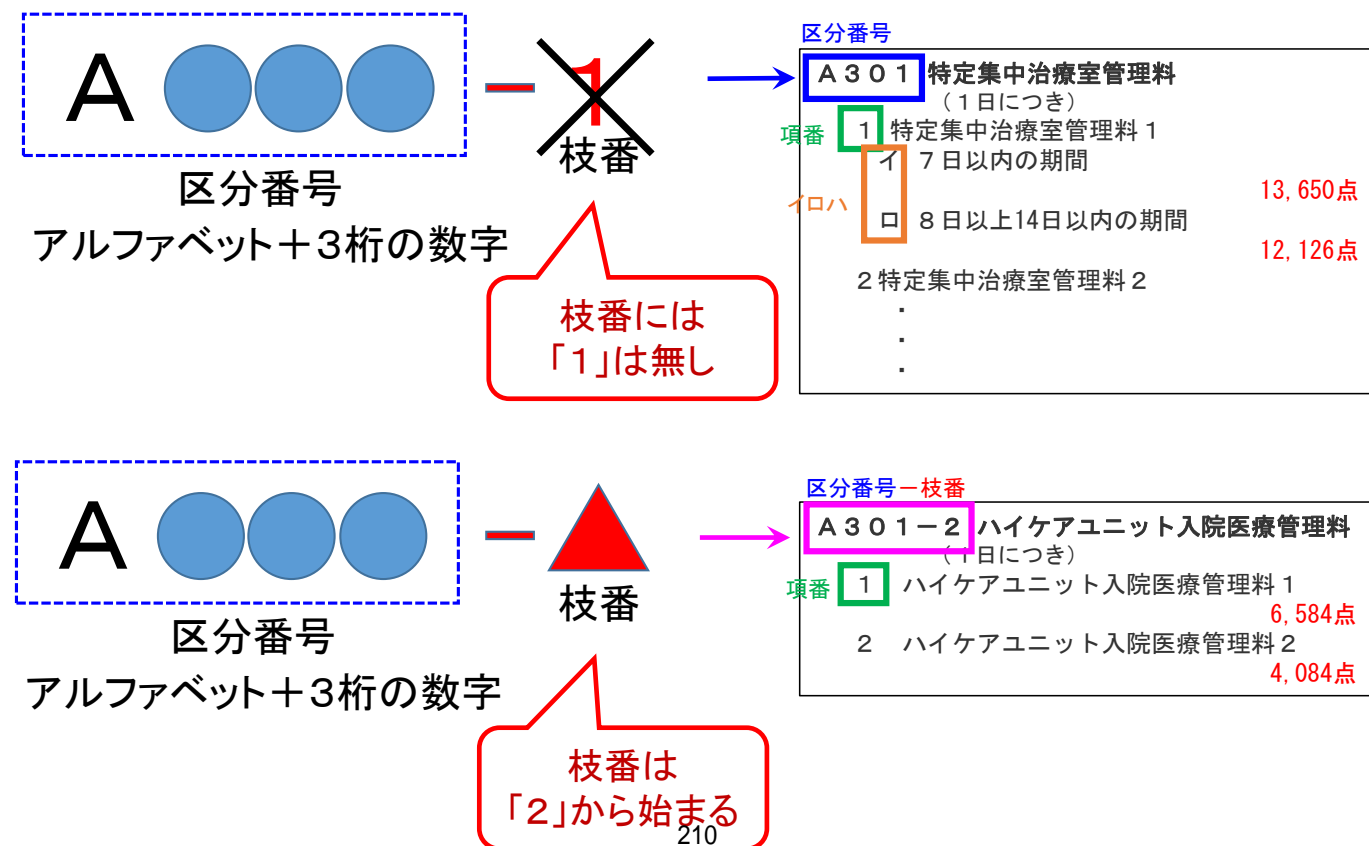 A
－
1
枝番
区分番号
アルファベット＋3桁の数字
枝番には
「1」は無し
区分番号
Ａ３０１ 特定集中治療室管理料
（１日につき）
項番
１ 特定集中治療室管理料１
イロハ
イ ７日以内の期間
13,650点
ロ ８日以上14日以内の期間
12,126点
２特定集中治療室管理料２
・
・
・
A
－
枝番
区分番号
アルファベット＋3桁の数字
枝番は
「2」から始まる
区分番号－枝番
Ａ３０１－２ ハイケアユニット入院医療管理料
（１日につき）
項番
１ ハイケアユニット入院医療管理料１
6,584点
２ ハイケアユニット入院医療管理料２
4,084点
210